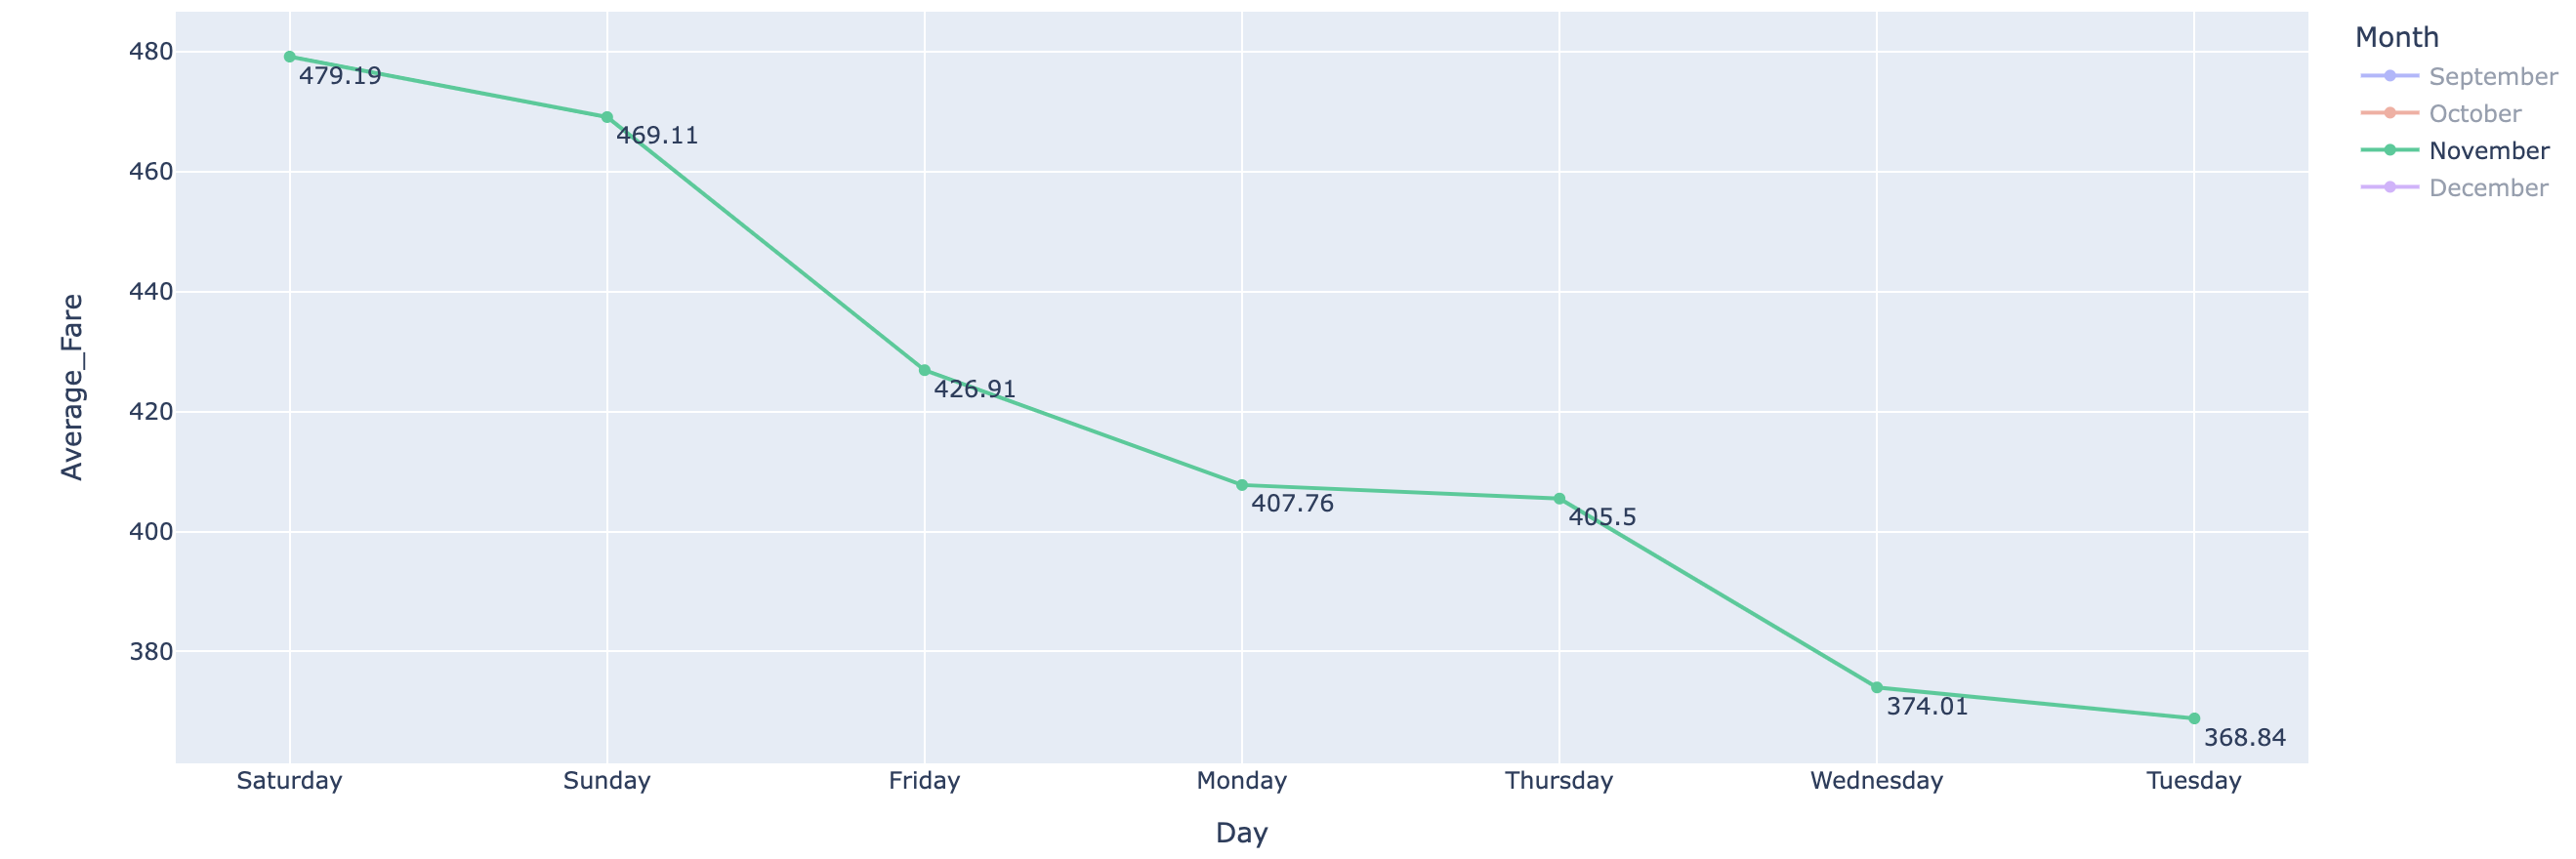 Month
September
October
November
December
Average_Fare
480
460
440
420
400
380
479.19
469.11
426.91
407.76
405.5
374.01
368.84
Saturday Sunday Friday Monday Thursday Wednesday Tuesday
Day